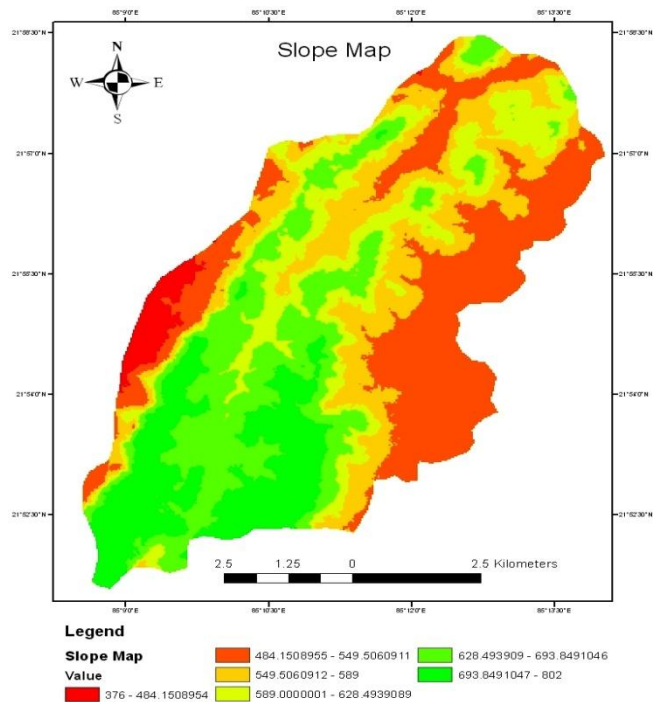 85°9'0"E 85°10'30"E 85°12'0"E 85°13'30"E
Slope Map
N
W E
S
21°58'30"N 21°58'30"N
21°57'0"N 21°57'0"N
21°55'30"N 21°55'30"N
21°54'0"N 21°54'0"N
21°52'30"N 21°52'30"N
2.5 1.25 0 2.5 Kilometers
85°9'0"E 85°10'30"E 85°12'0"E 85°13'30"E
Legend
Slope Map
Value
376 - 484.1508954
484.1508955 - 549.5060911
549.5060912 - 589
589.0000001 - 628.4939089
628.493909 - 693.8491046
693.8491047 - 802